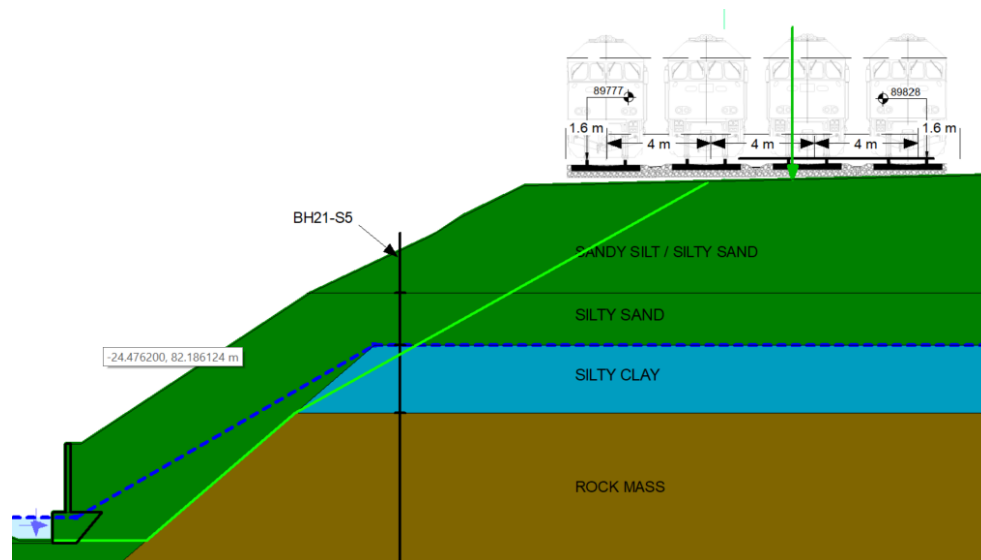 89777
89828
1.6 m
4 m
4 m
4 m
1.6 m
BH21-S5
SANDY SILT / SILTY SAND
SILTY SAND
-24.476200, 82.186124 m
SILTY CLAY
ROCK MASS